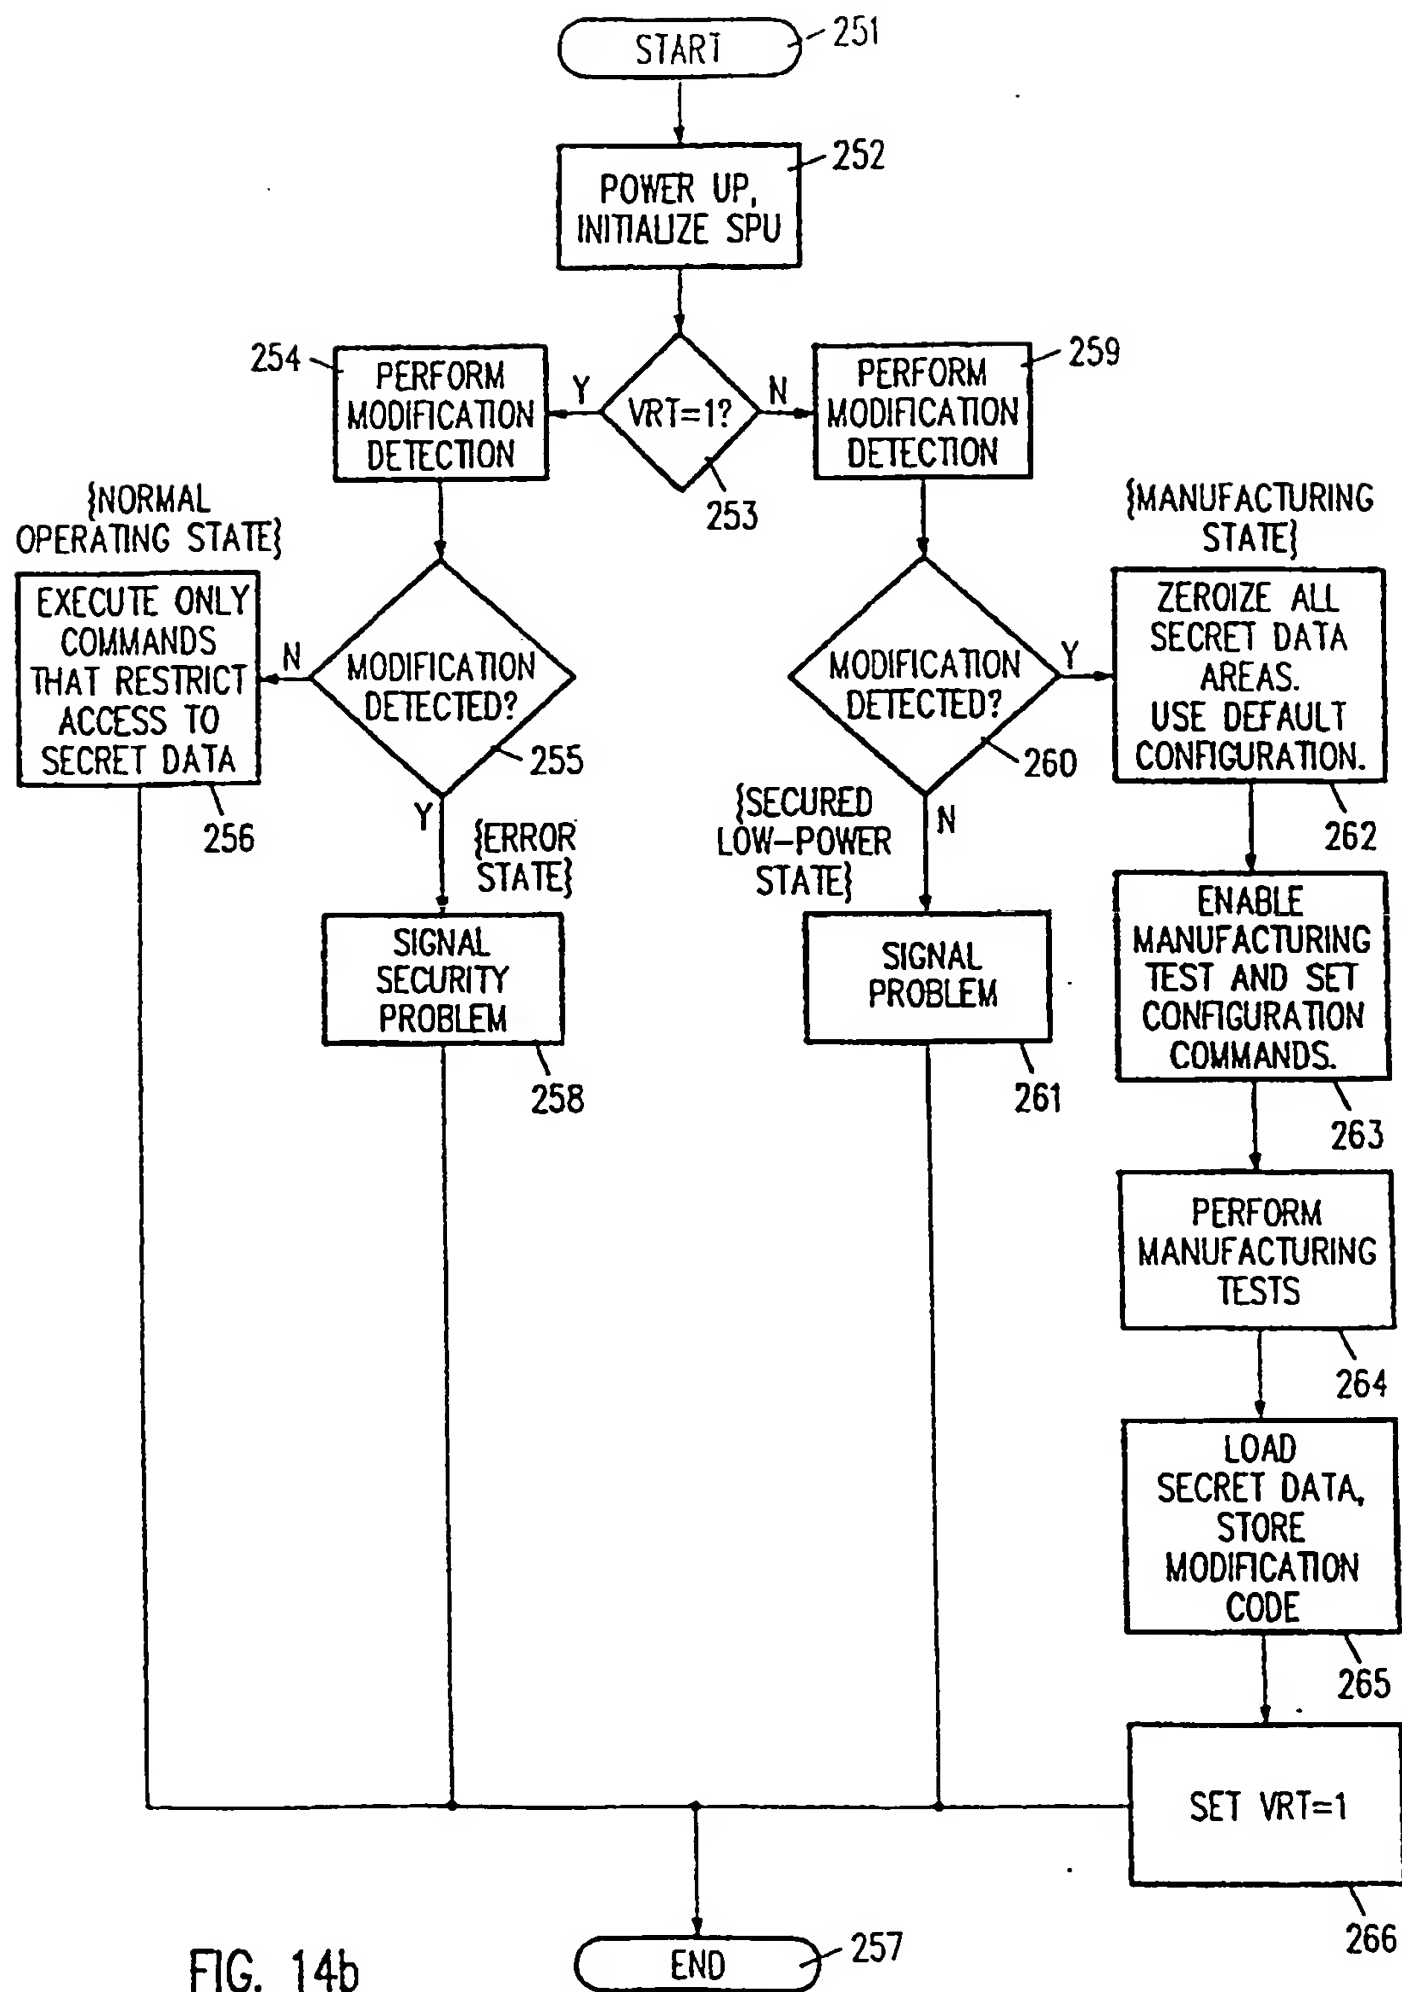 START
251
POWER UP,
INITIALIZE SPU
252
VRT=1?
253
Y
N
254
PERFORM
MODIFICATION
DETECTION
PERFORM
MODIFICATION
DETECTION
259
{NORMAL
OPERATING STATE}
EXECUTE ONLY
COMMANDS
THAT RESTRICT
ACCESS TO
SECRET DATA
256
N
MODIFICATION
DETECTED?
255
Y
{ERROR
STATE}
SIGNAL
SECURITY
PROBLEM
258
MODIFICATION
DETECTED?
260
Y
N
{SECURED
LOW-POWER
STATE}
SIGNAL
PROBLEM
261
{MANUFACTURING
STATE}
ZEROIZE ALL
SECRET DATA
AREAS.
USE DEFAULT
CONFIGURATION.
262
ENABLE
MANUFACTURING
TEST AND SET
CONFIGURATION
COMMANDS.
263
PERFORM
MANUFACTURING
TESTS
264
LOAD
SECRET DATA,
STORE
MODIFICATION
CODE
265
SET VRT=1
266
END
257
FIG. 14b